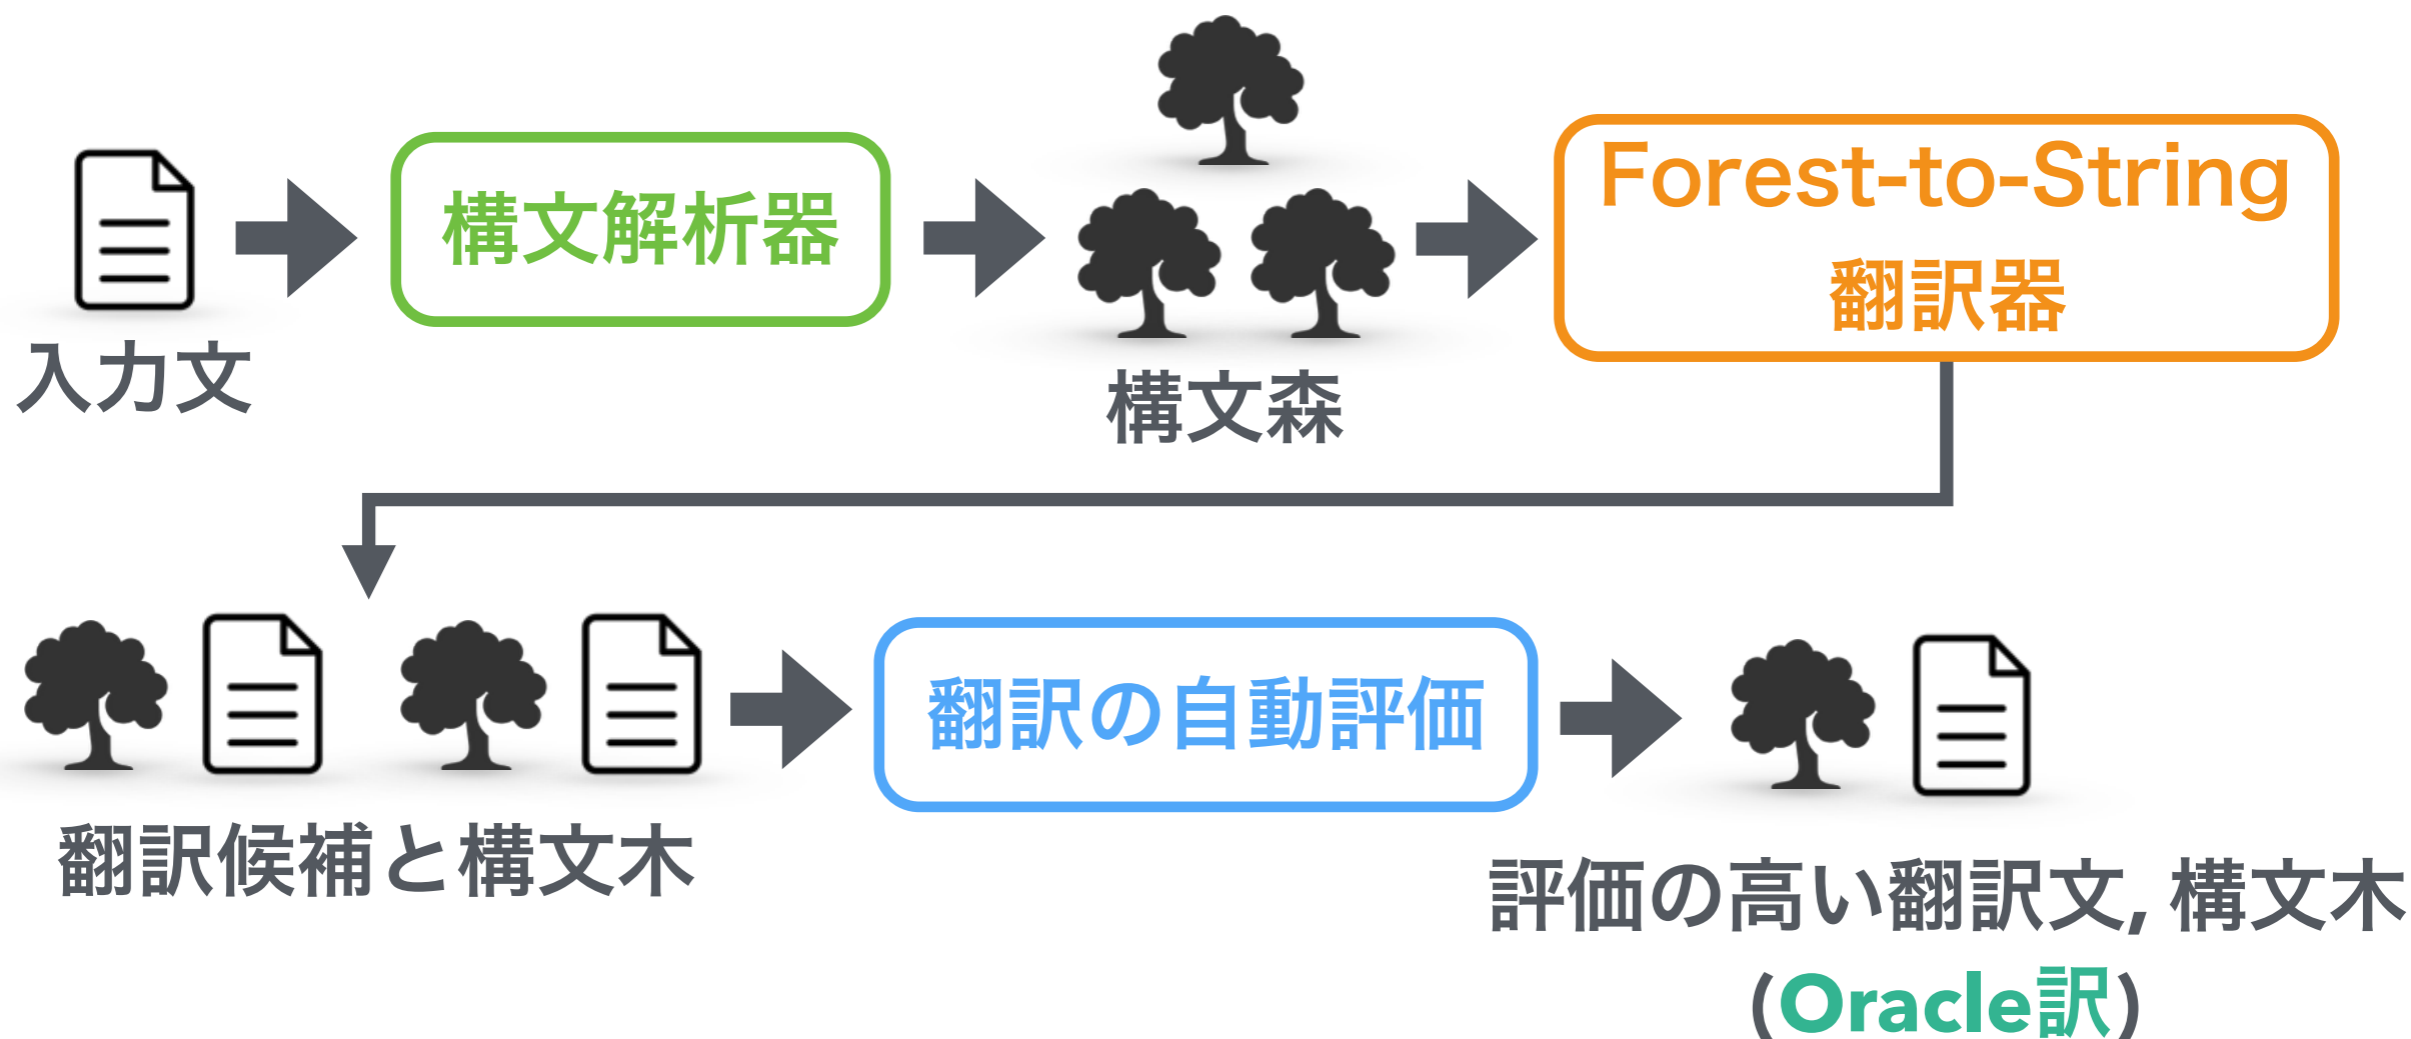 構文解析器
Forest-to-String
翻訳器
入力文
構文森
翻訳の自動評価
翻訳候補と構文木
評価の高い翻訳文, 構文木
(Oracle訳)